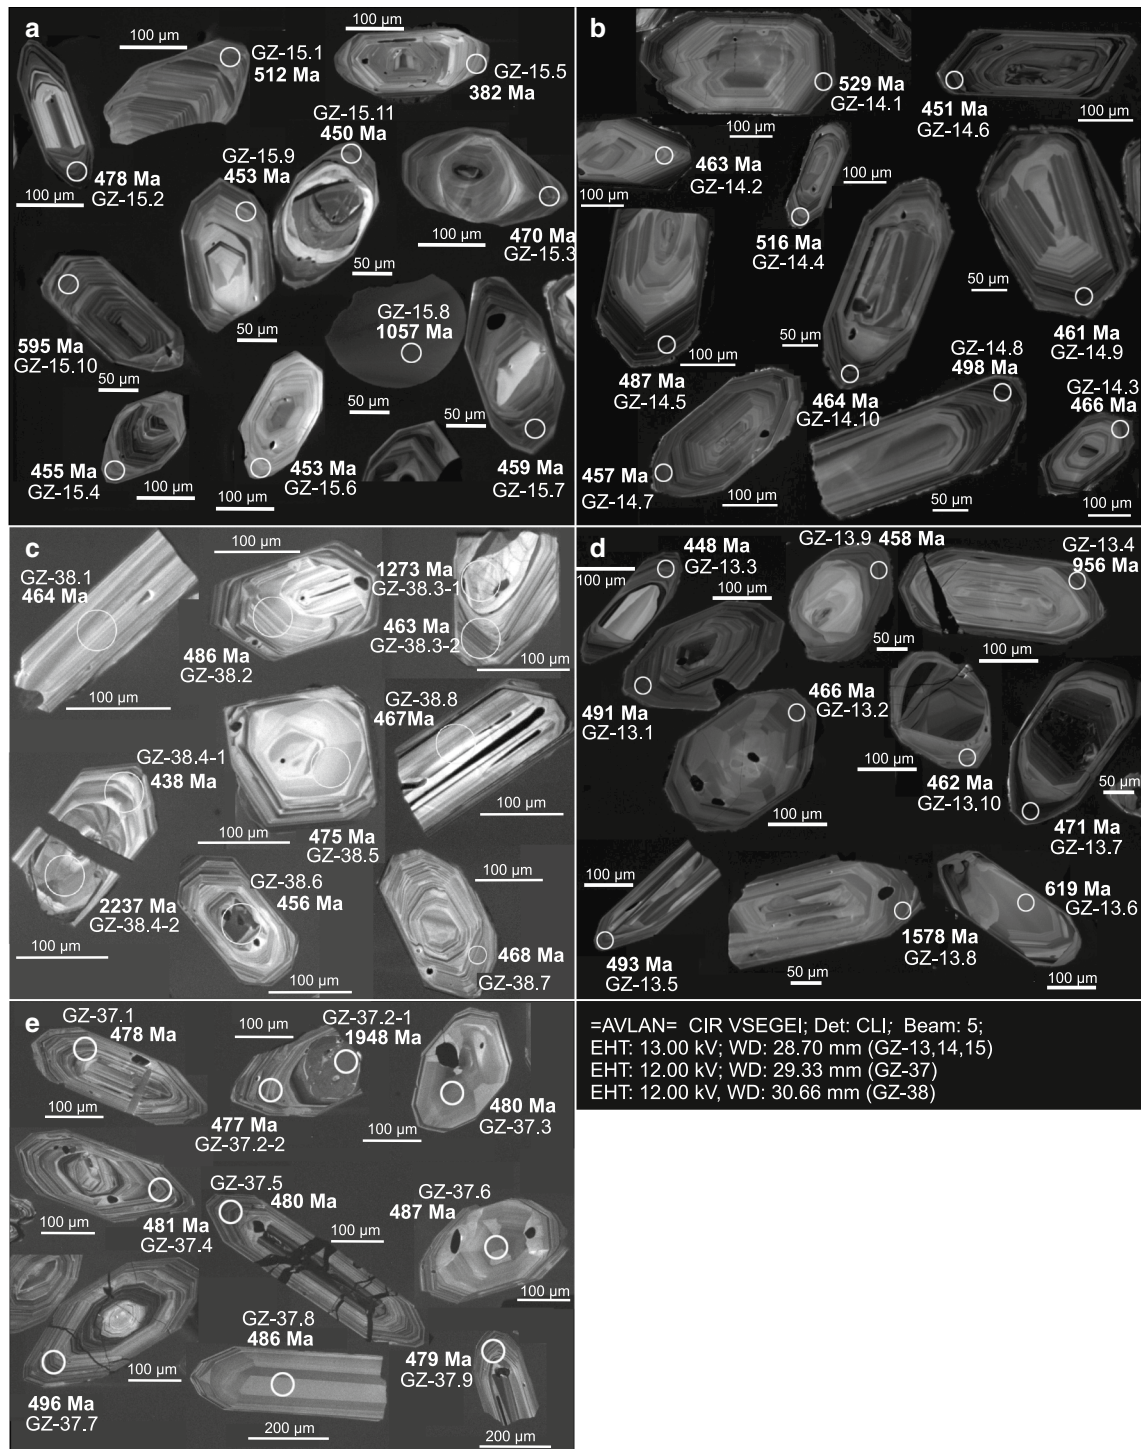 a
100 µm
GZ-15.1
512 Ma
100 µm
GZ-15.5
382 Ma
GZ-15.11
450 Ma
GZ-15.9
453 Ma
478 Ma
GZ-15.2
100 µm
100 µm
470 Ma
GZ-15.3
50 µm
50 µm
GZ-15.8
1057 Ma
595 Ma
GZ-15.10
50 µm
50 µm
50 µm
455 Ma
GZ-15.4
100 µm
453 Ma
GZ-15.6
100 µm
459 Ma
GZ-15.7
b
529 Ma
GZ-14.1
100 µm
451 Ma
GZ-14.6
100 µm
463 Ma
GZ-14.2
100 µm
100 µm
516 Ma
GZ-14.4
50 µm
461 Ma
GZ-14.9
487 Ma
GZ-14.5
100 µm
464 Ma
GZ-14.10
GZ-14.8
498 Ma
GZ-14.3
466 Ma
457 Ma
GZ-14.7
100 µm
50 µm
100 µm
c
GZ-38.1
464 Ma
100 µm
100 µm
486 Ma
GZ-38.2
1273 Ma
GZ-38.3-1
463 Ma
GZ-38.3-2
100 µm
GZ-38.4-1
438 Ma
GZ-38.8
467Ma
100 µm
100 µm
475 Ma
GZ-38.5
2237 Ma
GZ-38.4-2
100 µm
GZ-38.6
456 Ma
100 µm
100 µm
468 Ma
GZ-38.7
d
100 µm
448 Ma
GZ-13.3
100 µm
GZ-13.9 458 Ma
50 µm
GZ-13.4
956 Ma
100 µm
491 Ma
GZ-13.1
466 Ma
GZ-13.2
100 µm
100 µm
462 Ma
GZ-13.10
50 µm
471 Ma
GZ-13.7
100 µm
493 Ma
GZ-13.5
50 µm
1578 Ma
GZ-13.8
619 Ma
GZ-13.6
100 µm
e
GZ-37.1
478 Ma
100 µm
GZ-37.2-1
1948 Ma
477 Ma
GZ-37.2-2
100 µm
480 Ma
GZ-37.3
100 µm
481 Ma
GZ-37.4
GZ-37.5
480 Ma
100 µm
GZ-37.6
487 Ma
100 µm
496 Ma
GZ-37.7
100 µm
GZ-37.8
486 Ma
200 µm
479 Ma
GZ-37.9
200 µm
=AVLAN= CIR VSEGEI; Det: CLI; Beam: 5;
EHT: 13.00 kV; WD: 28.70 mm (GZ-13,14,15)
EHT: 12.00 kV; WD: 29.33 mm (GZ-37)
EHT: 12.00 kV, WD: 30.66 mm (GZ-38)